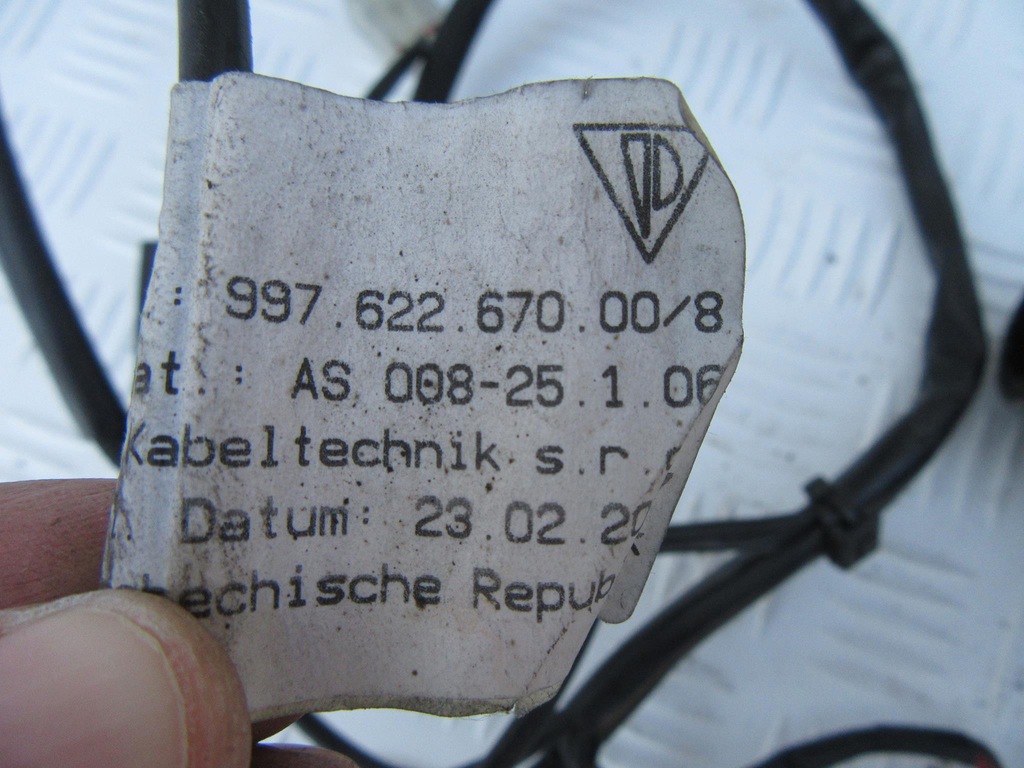 : 997.622.670.00/8
at.: AS 008-25.1.06
Kabeltechnik s.r.
Datum: 23.02.20
echische Repub